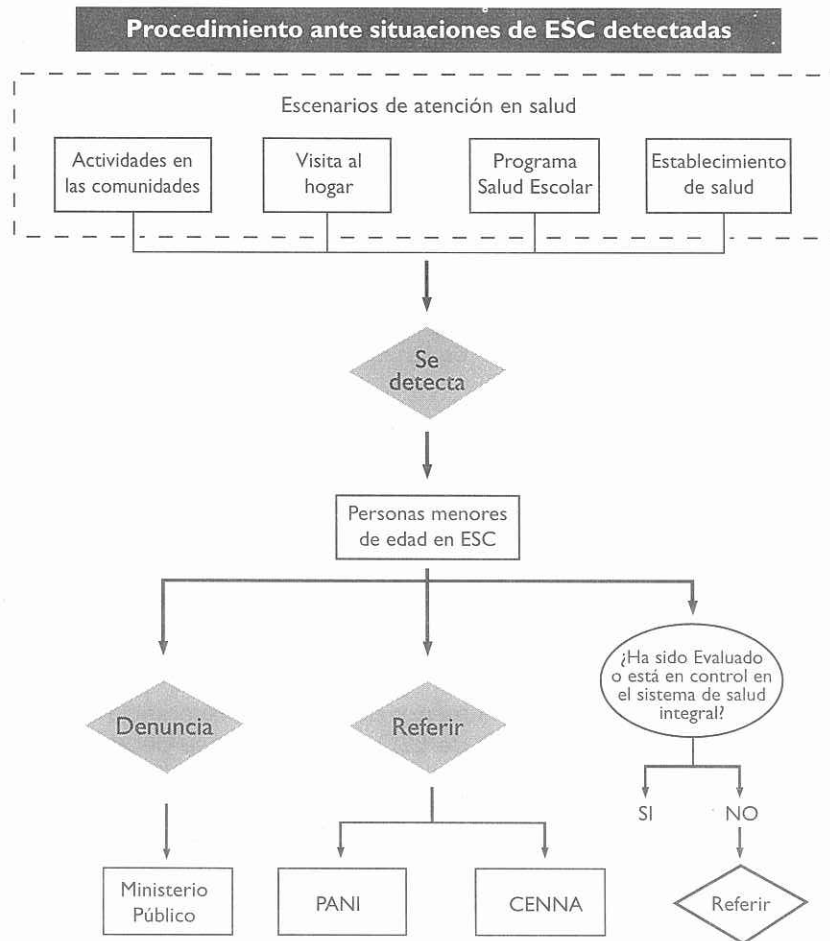 Procedimiento ante situaciones de ESC detectadas
Escenarios de atención en salud
Actividades en
las comunidades
Visita al
hogar
Programa
Salud Escolar
Establecimiento
de salud
Se
detecta
Personas menores
de edad en ESC
Denuncia
Referir
¿Ha sido Evaluado
o está en control en
el sistema de salud
integral?
SI
NO
Ministerio
Público
PANI
CENNA
Referir